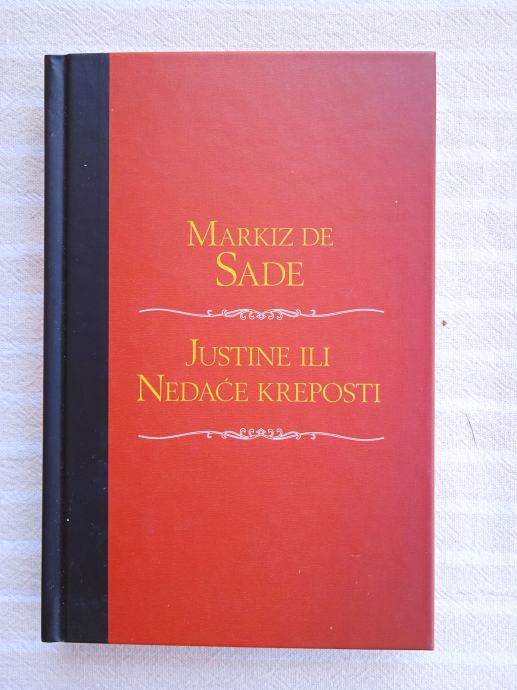 MARKIZ DE
SADE
JUSTINE ILI
NEDAĆE KREPOSTI